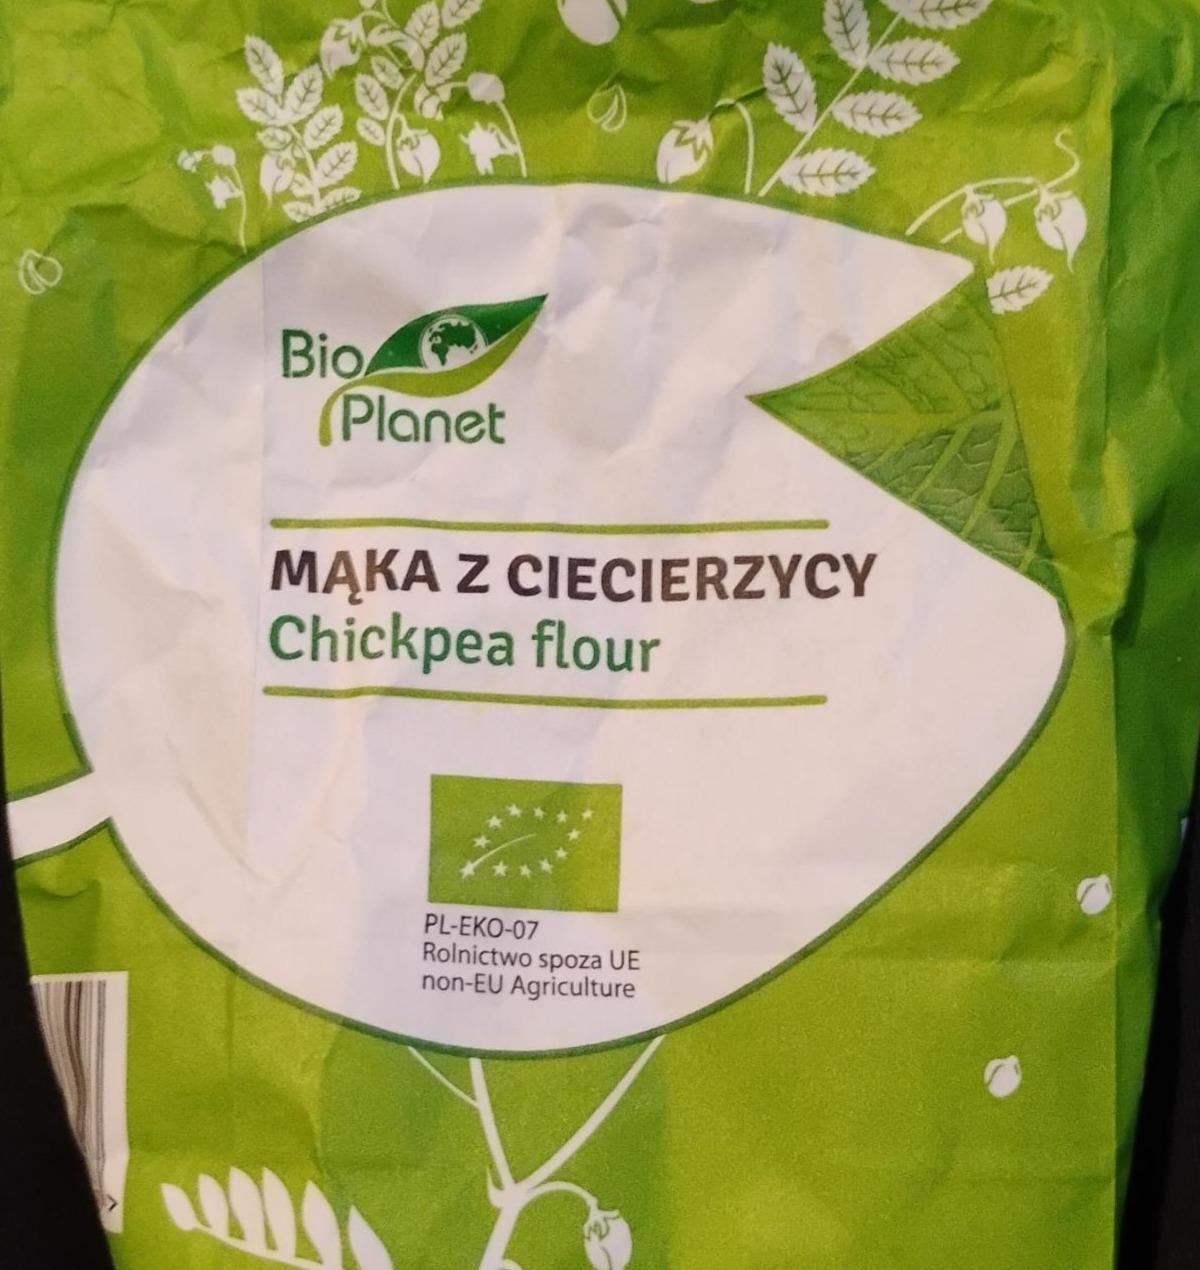 Bio
Planet
MĄKA Z CIECIERZYCY
Chickpea flour
PL-EKO-07
Rolnictwo spoza UE
non-EU Agriculture